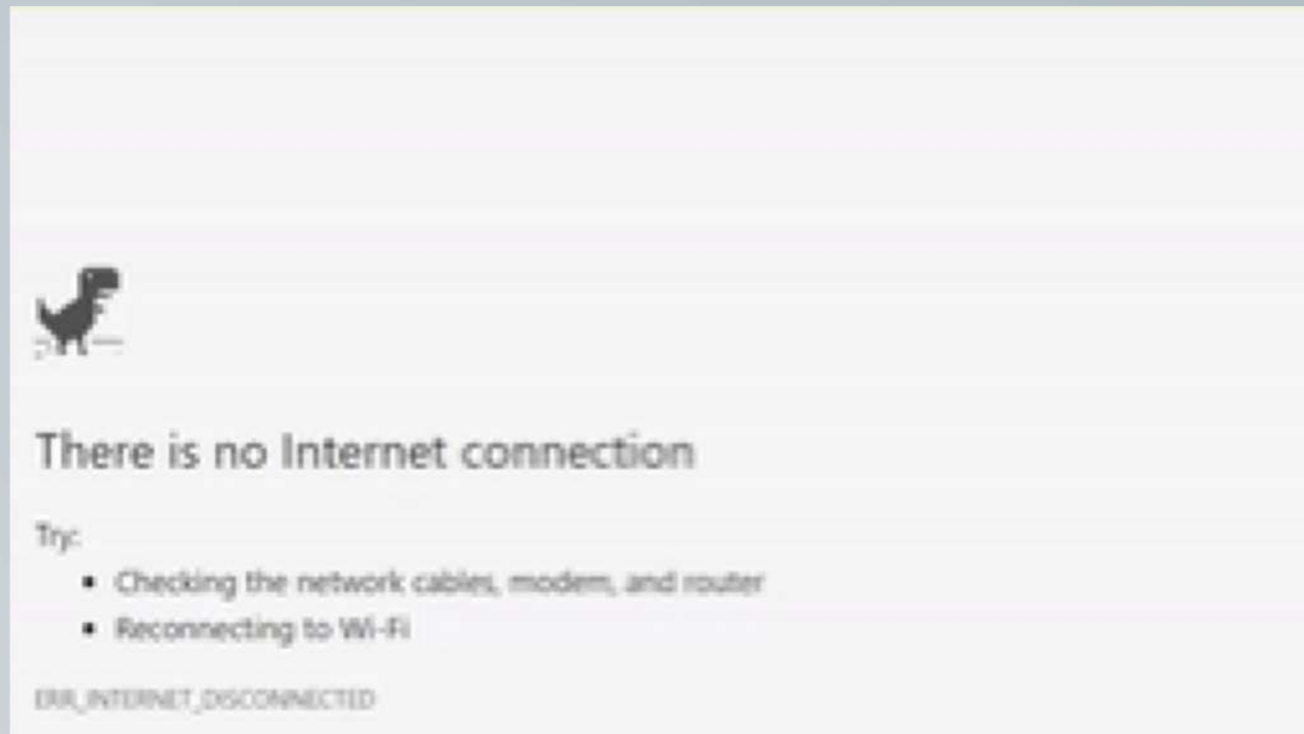 There is no Internet connection
Try:
Checking the network cables, modem, and router
Reconnecting to Wi-Fi
ERR_INTERNET_DISCONNECTED